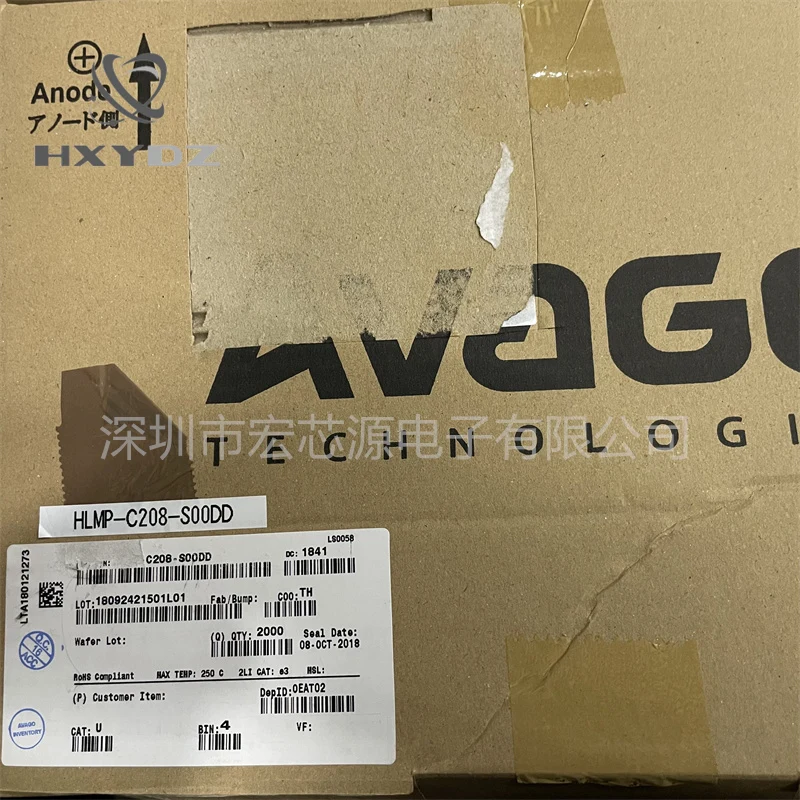 Anode
アノード側
HXYDZ
AVAGO
TECHNOLOGI
深圳市宏芯源电子有限公司
HLMP-C208-S00DD
LS0058
N: C208-S00DD DC: 1841
LTA180121273
LOT: 18092421501L01 Fab/Bump: COO: TH
Wafer Lot: (Q) QTY: 2000 Seal Date:
08-OCT-2018
RoHS Compliant MAX TEMP: 250 C 2LI CAT: e3 MSL:
(P) Customer Item: DepID: OEAT02
CAT: U BIN: 4 VF:
O.C.
16
ACC
AVAGO
INVENTORY